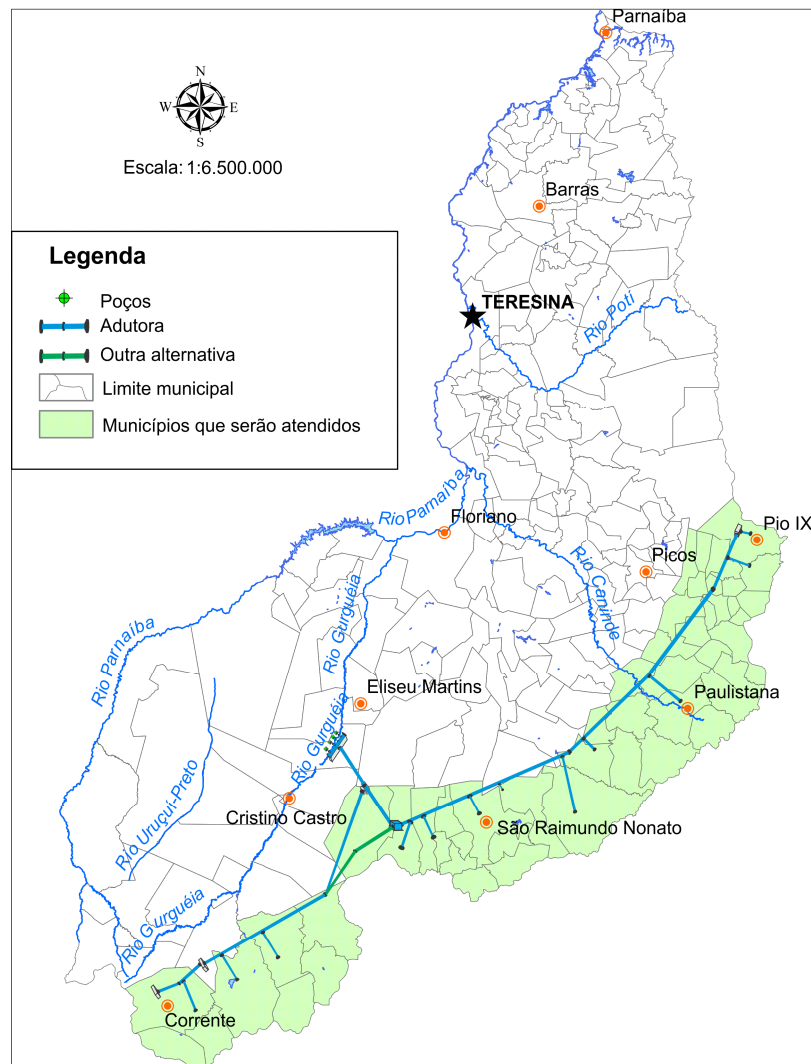 Parnaíba
N
W E
S
Escala: 1:6.500.000
Barras
Legenda
Poços
Adutora
Outra alternativa
Limite municipal
Municípios que serão atendidos
TERESINA
Rio Poti
Rio Parnaíba
Floriano
Pio IX
Picos
Rio Canindé
Rio Gurguéia
Rio Parnaíba
Eliseu Martins
Paulistana
Rio Gurguéia
Rio Uruçuí-Preto
Cristino Castro
São Raimundo Nonato
Rio Gurguéia
Corrente